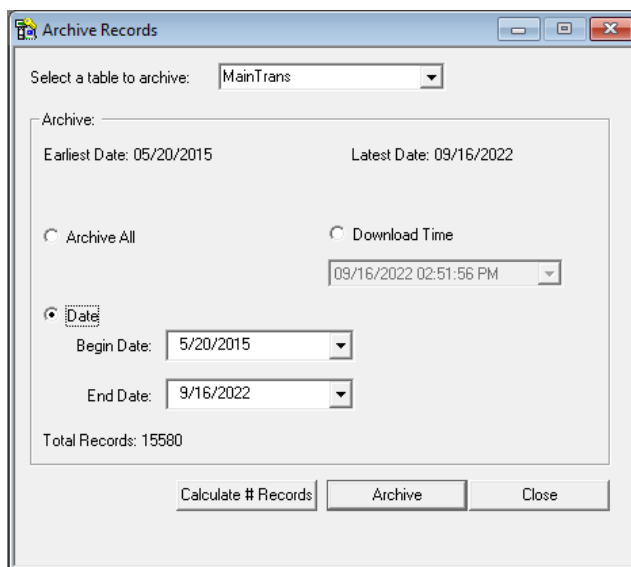 Archive Records
Select a table to archive: MainTrans
Archive:
Earliest Date: 05/20/2015 Latest Date: 09/16/2022
Archive All Download Time
09/16/2022 02:51:56 PM
Date
Begin Date: 5/20/2015
End Date: 9/16/2022
Total Records: 15580
Calculate # Records Archive Close